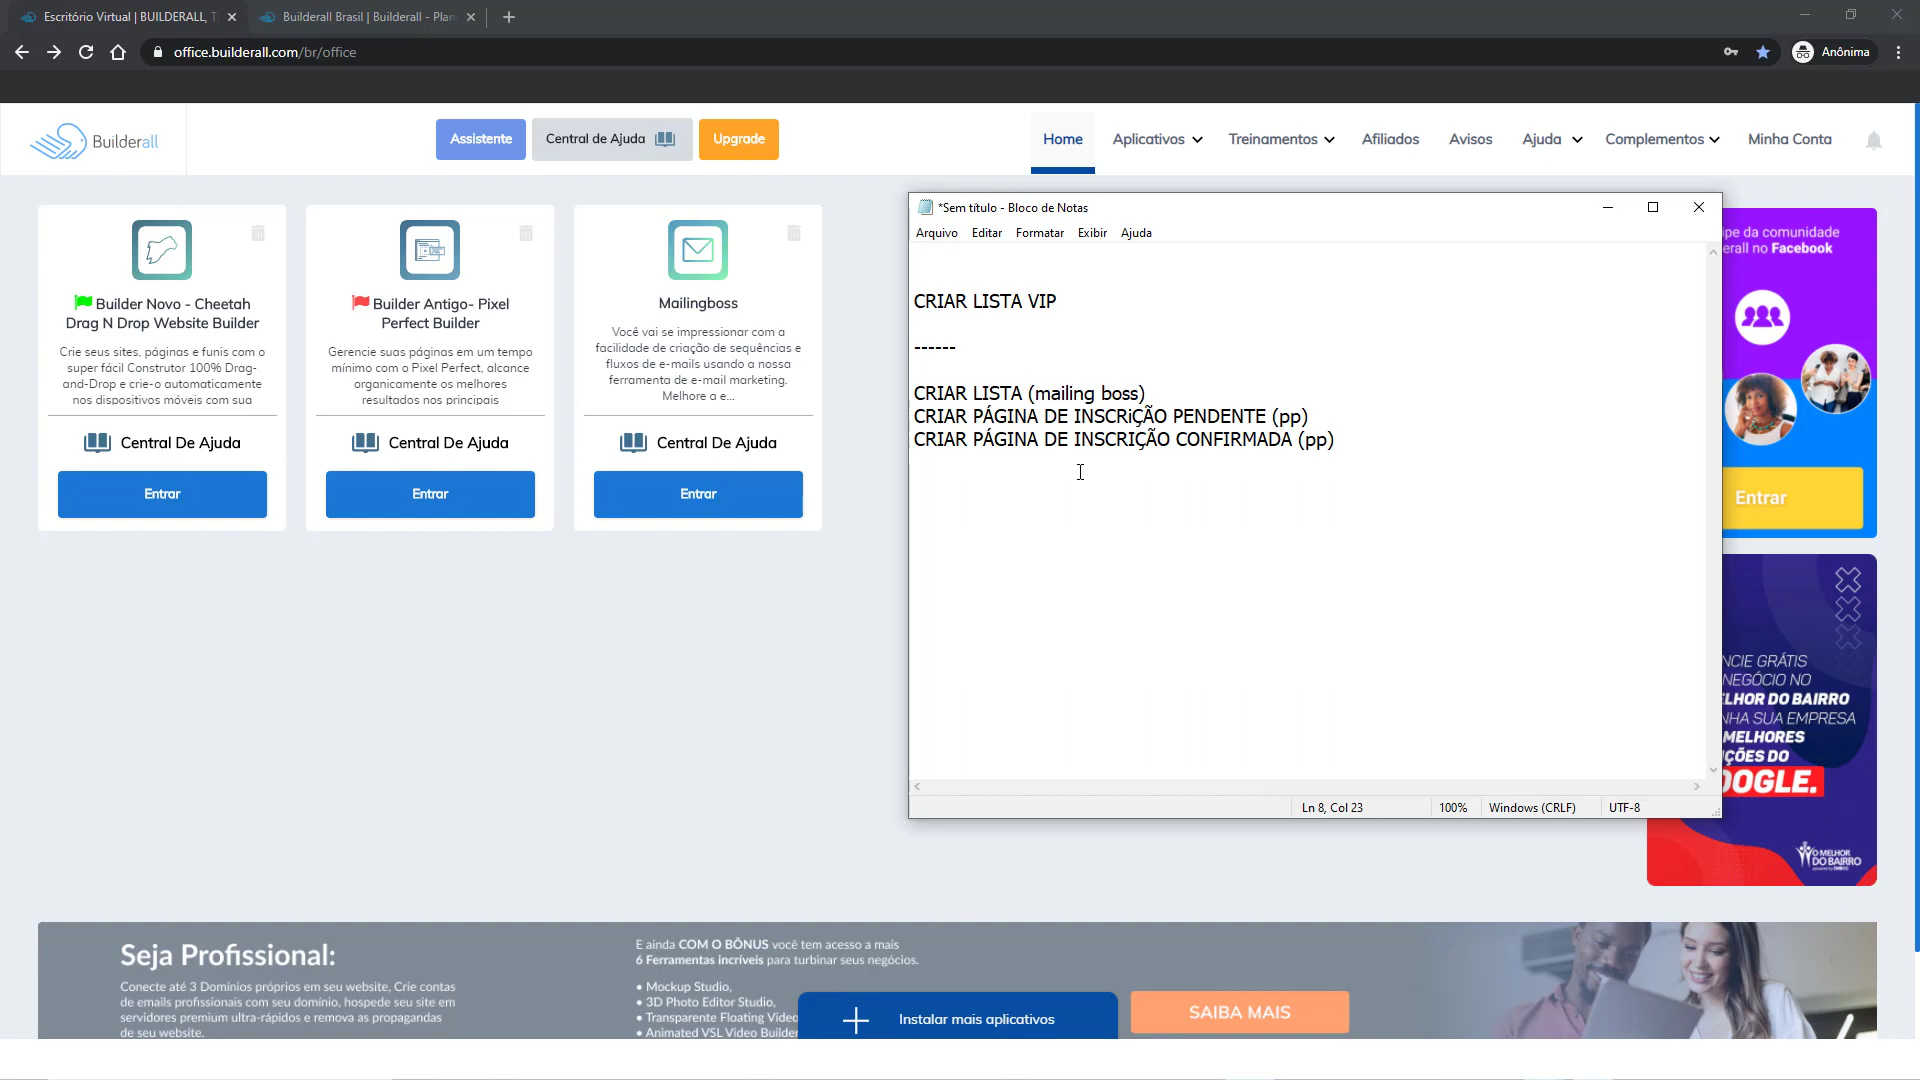 Escritório Virtual | BUILDERALL, T
Builderall Brasil | Builderall - Plan
office.builderall.com/br/office
Anônima
Builderall
Assistente
Central de Ajuda
Upgrade
Home
Aplicativos
Treinamentos
Afiliados
Avisos
Ajuda
Complementos
Minha Conta
Builder Novo - Cheetah
Drag N Drop Website Builder
Crie seus sites, páginas e funis com o
super fácil Construtor 100% Drag-
and-Drop e crie-o automaticamente
nos dispositivos móveis com sua
Central De Ajuda
Entrar
Builder Antigo- Pixel
Perfect Builder
Gerencie suas páginas em um tempo
mínimo com o Pixel Perfect, alcance
organicamente os melhores
resultados nos principais
Central De Ajuda
Entrar
Mailingboss
Você vai se impressionar com a
facilidade de criação de sequências e
fluxos de e-mails usando a nossa
ferramenta de e-mail marketing.
Melhore a e...
Central De Ajuda
Entrar
*Sem título - Bloco de Notas
Arquivo Editar Formatar Exibir Ajuda
CRIAR LISTA VIP
------
CRIAR LISTA (mailing boss)
CRIAR PÁGINA DE INSCRiÇÃO PENDENTE (pp)
CRIAR PÁGINA DE INSCRIÇÃO CONFIRMADA (pp)
Ln 8, Col 23
100%
Windows (CRLF)
UTF-8
ipe da comunidade
erall no Facebook
Entrar
NCIE GRÁTIS
NEGÓCIO NO
ELHOR DO BAIRRO
NHA SUA EMPRESA
MELHORES
ÇÕES DO
OOGLE.
O MELHOR
DO BAIRRO
Seja Profissional:
Conecte até 3 Domínios próprios em seu website, Crie contas
de emails profissionais com seu domínio, hospede seu site em
servidores premium ultra-rápidos e remova as propagandas
de seu website.
E ainda COM O BÔNUS você tem acesso a mais
6 Ferramentas incríveis para turbinar seus negócios.
• Mockup Studio,
• 3D Photo Editor Studio,
• Transparente Floating Video
• Animated VSL Video Builder
Instalar mais aplicativos
SAIBA MAIS